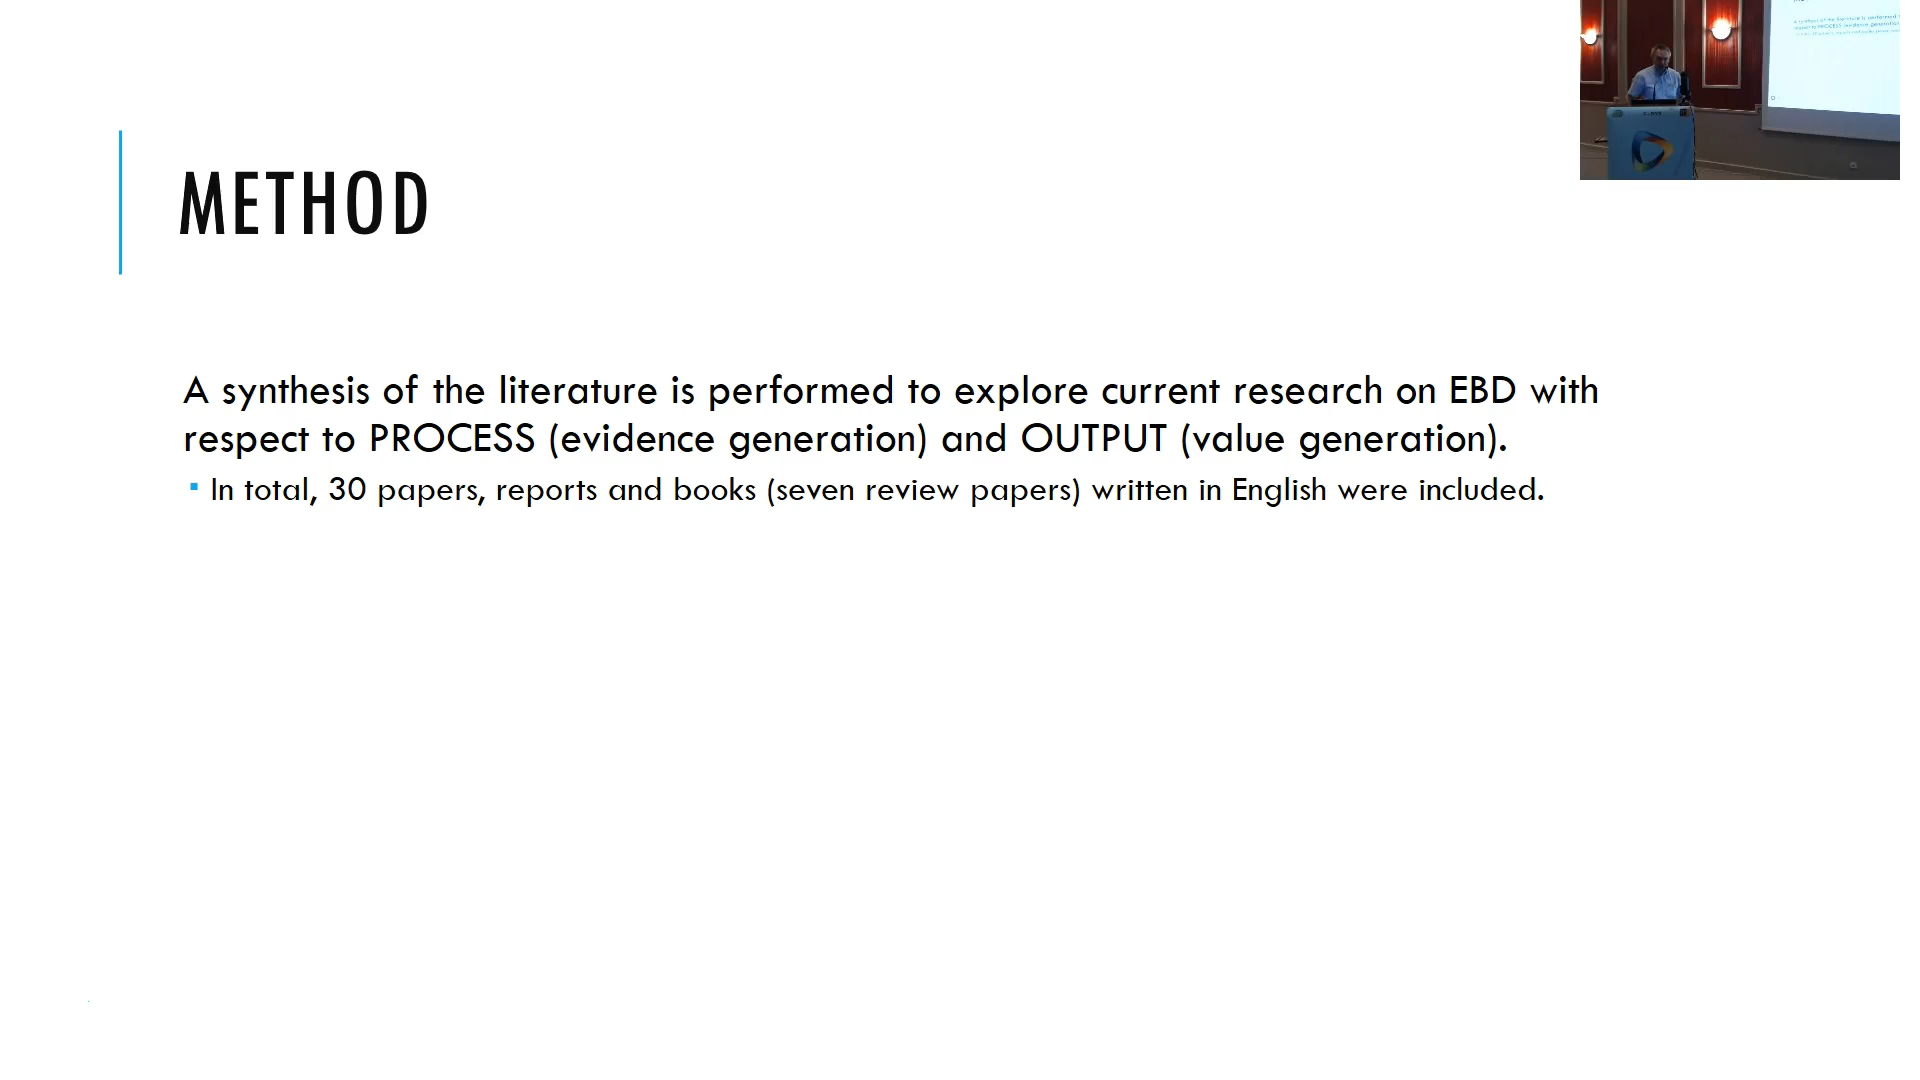 METHOD
A synthesis of the literature is performed to explore current research on EBD with
respect to PROCESS (evidence generation) and OUTPUT (value generation).
▪ In total, 30 papers, reports and books (seven review papers) written in English were included.